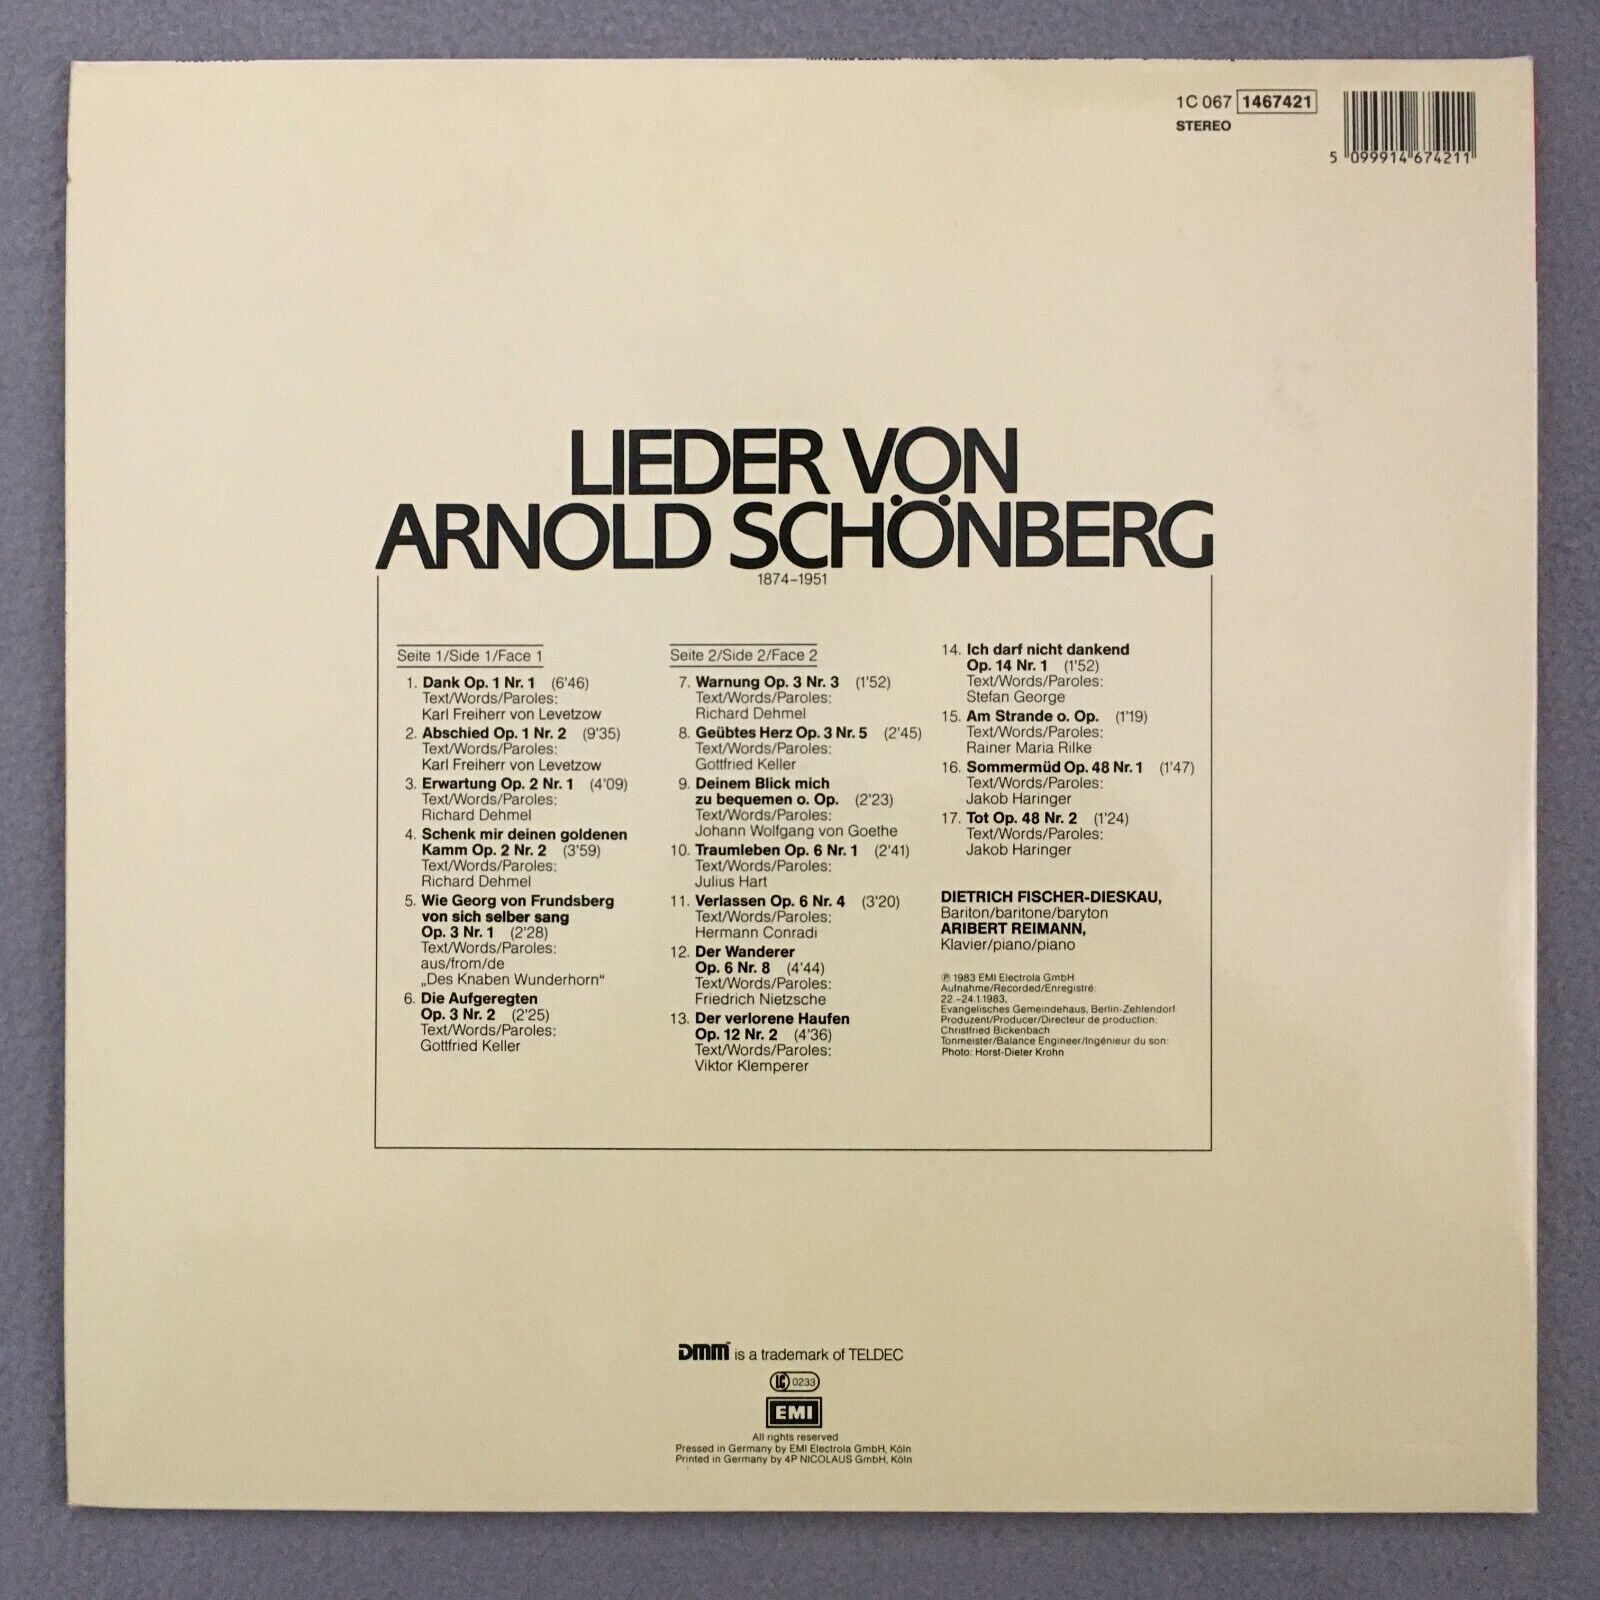 1C 067 1467421
STEREO
5 099914 674211
LIEDER VON
ARNOLD SCHÖNBERG
1874–1951
Seite 1/Side 1/Face 1
1. Dank Op. 1 Nr. 1 (6'46)
Text/Words/Paroles:
Karl Freiherr von Levetzow
2. Abschied Op. 1 Nr. 2 (9'35)
Text/Words/Paroles:
Karl Freiherr von Levetzow
3. Erwartung Op. 2 Nr. 1 (4'09)
Text/Words/Paroles:
Richard Dehmel
4. Schenk mir deinen goldenen
Kamm Op. 2 Nr. 2 (3'59)
Text/Words/Paroles:
Richard Dehmel
5. Wie Georg von Frundsberg
von sich selber sang
Op. 3 Nr. 1 (2'28)
Text/Words/Paroles:
aus/from/de
„Des Knaben Wunderhorn“
6. Die Aufgeregten
Op. 3 Nr. 2 (2'25)
Text/Words/Paroles:
Gottfried Keller
Seite 2/Side 2/Face 2
7. Warnung Op. 3 Nr. 3 (1'52)
Text/Words/Paroles:
Richard Dehmel
8. Geübtes Herz Op. 3 Nr. 5 (2'45)
Text/Words/Paroles:
Gottfried Keller
9. Deinem Blick mich
zu bequemen o. Op. (2'23)
Text/Words/Paroles:
Johann Wolfgang von Goethe
10. Traumleben Op. 6 Nr. 1 (2'41)
Text/Words/Paroles:
Julius Hart
11. Verlassen Op. 6 Nr. 4 (3'20)
Text/Words/Paroles:
Hermann Conradi
12. Der Wanderer
Op. 6 Nr. 8 (4'44)
Text/Words/Paroles:
Friedrich Nietzsche
13. Der verlorene Haufen
Op. 12 Nr. 2 (4'36)
Text/Words/Paroles:
Viktor Klemperer
14. Ich darf nicht dankend
Op. 14 Nr. 1 (1'52)
Text/Words/Paroles:
Stefan George
15. Am Strande o. Op. (1'19)
Text/Words/Paroles:
Rainer Maria Rilke
16. Sommermüd Op. 48 Nr. 1 (1'47)
Text/Words/Paroles:
Jakob Haringer
17. Tot Op. 48 Nr. 2 (1'24)
Text/Words/Paroles:
Jakob Haringer
DIETRICH FISCHER-DIESKAU,
Bariton/baritone/baryton
ARIBERT REIMANN,
Klavier/piano/piano
℗ 1983 EMI Electrola GmbH
Aufnahme/Recorded/Enregistré:
22.–24.1.1983,
Evangelisches Gemeindehaus, Berlin-Zehlendorf
Produzent/Producer/Directeur de production:
Christfried Bickenbach
Tonmeister/Balance Engineer/Ingénieur du son:
Photo: Horst-Dieter Krohn
DMM™ is a trademark of TELDEC
LC 0233
EMI
All rights reserved
Pressed in Germany by EMI Electrola GmbH, Köln
Printed in Germany by 4P NICOLAUS GmbH, Köln